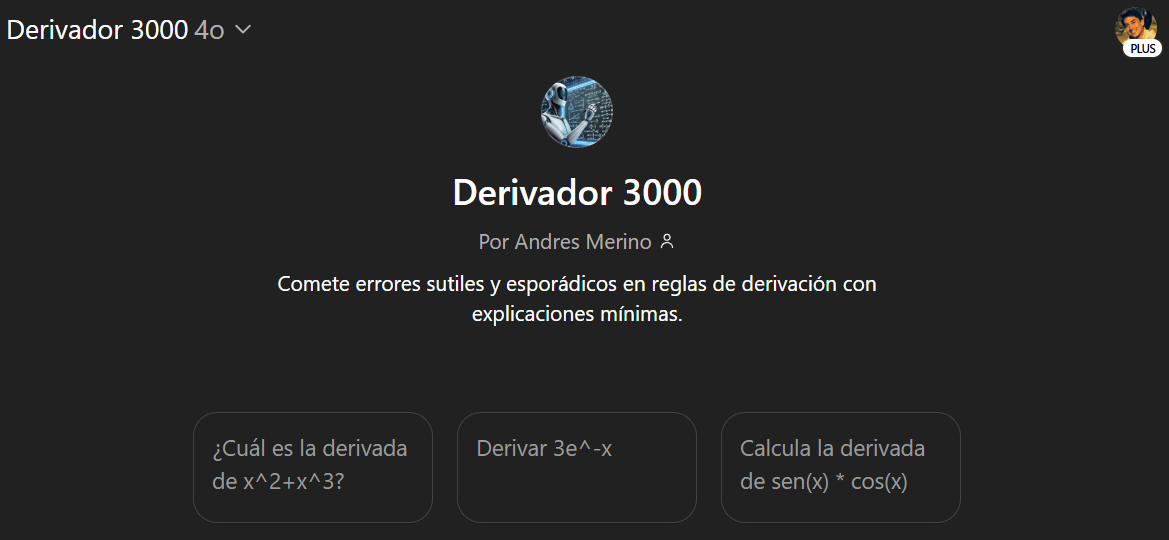 Derivador 3000 4o
PLUS
Derivador 3000
Por Andres Merino
Comete errores sutiles y esporádicos en reglas de derivación con
explicaciones mínimas.
¿Cuál es la derivada
de x^2+x^3?
Derivar 3e^-x
Calcula la derivada
de sen(x) * cos(x)